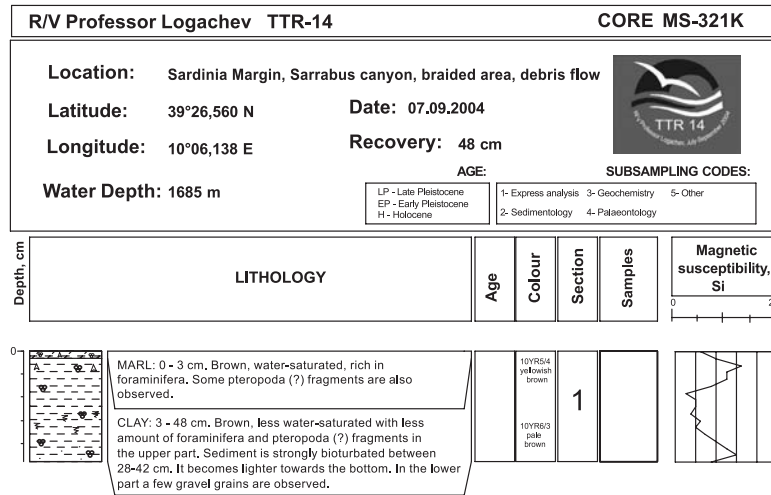 R/V Professor Logachev TTR-14 CORE MS-321K
Location: Sardinia Margin, Sarrabus canyon, braided area, debris flow
Latitude: 39°26,560 N Date: 07.09.2004
Longitude: 10°06,138 E Recovery: 48 cm
Water Depth: 1685 m
TTR 14
R/V Professor Logachev, July-September 2004
AGE:
LP - Late Pleistocene
EP - Early Pleistocene
H - Holocene
SUBSAMPLING CODES:
1- Express analysis 3- Geochemistry 5- Other
2- Sedimentology 4- Palaeontology
Depth, cm
LITHOLOGY
Age
Colour
Section
Samples
Magnetic
susceptibility,
Si
0 2
0
MARL: 0 - 3 cm. Brown, water-saturated, rich in
foraminifera. Some pteropoda (?) fragments are also
observed.
CLAY: 3 - 48 cm. Brown, less water-saturated with less
amount of foraminifera and pteropoda (?) fragments in
the upper part. Sediment is strongly bioturbated between
28-42 cm. It becomes lighter towards the bottom. In the lower
part a few gravel grains are observed.
10YR5/4
yellowish
brown
10YR6/3
pale
brown
1